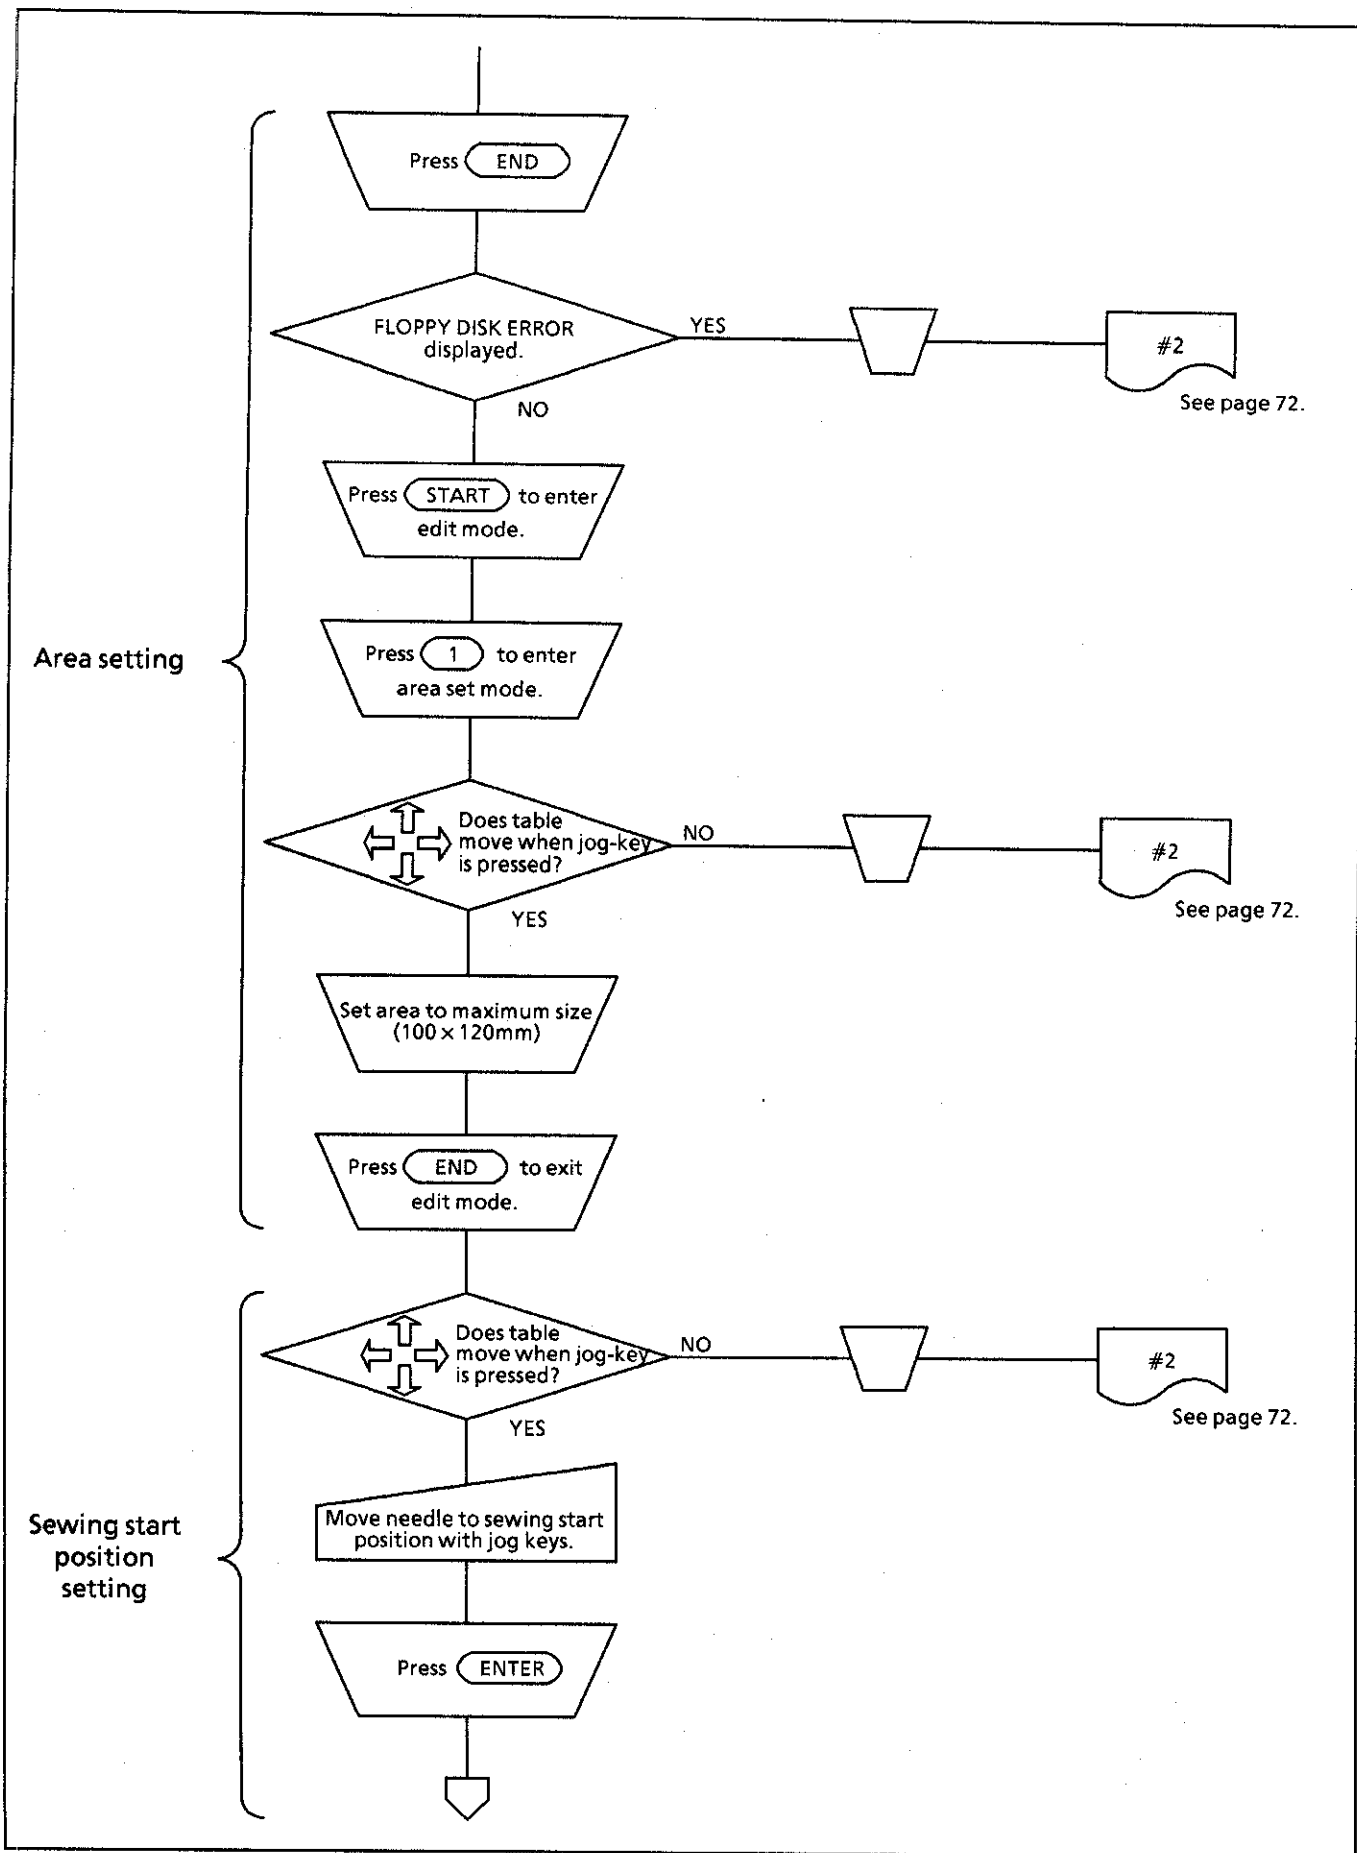 Press END
FLOPPY DISK ERROR
displayed.
YES
#2
See page 72.
NO
Press START to enter
edit mode.
Area setting
Press 1 to enter
area set mode.
Does table
move when jog-key
is pressed?
NO
#2
See page 72.
YES
Set area to maximum size
(100 × 120mm)
Press END to exit
edit mode.
Does table
move when jog-key
is pressed?
NO
#2
See page 72.
YES
Sewing start
position
setting
Move needle to sewing start
position with jog keys.
Press ENTER